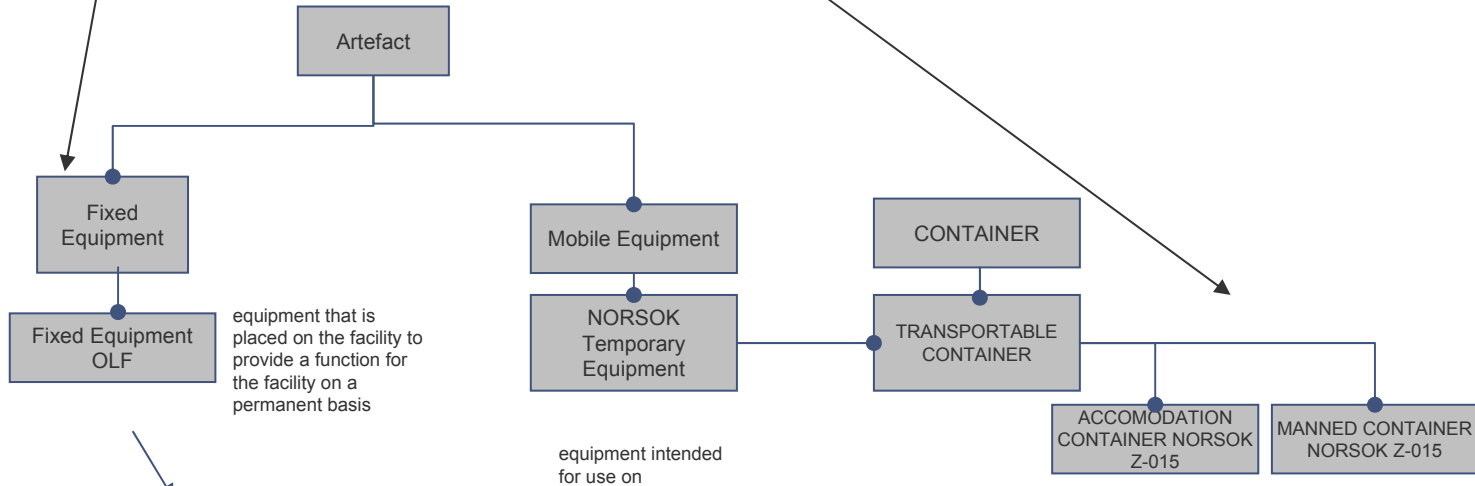 Artefact
Fixed
Equipment
Mobile Equipment
CONTAINER
Fixed Equipment
OLF
equipment that is
placed on the facility to
provide a function for
the facility on a
permanent basis
NORSOK
Temporary
Equipment
TRANSPORTABLE
CONTAINER
ACCOMODATION
CONTAINER NORSOK
Z-015
MANNED CONTAINER
NORSOK Z-015
equipment intended
for use on